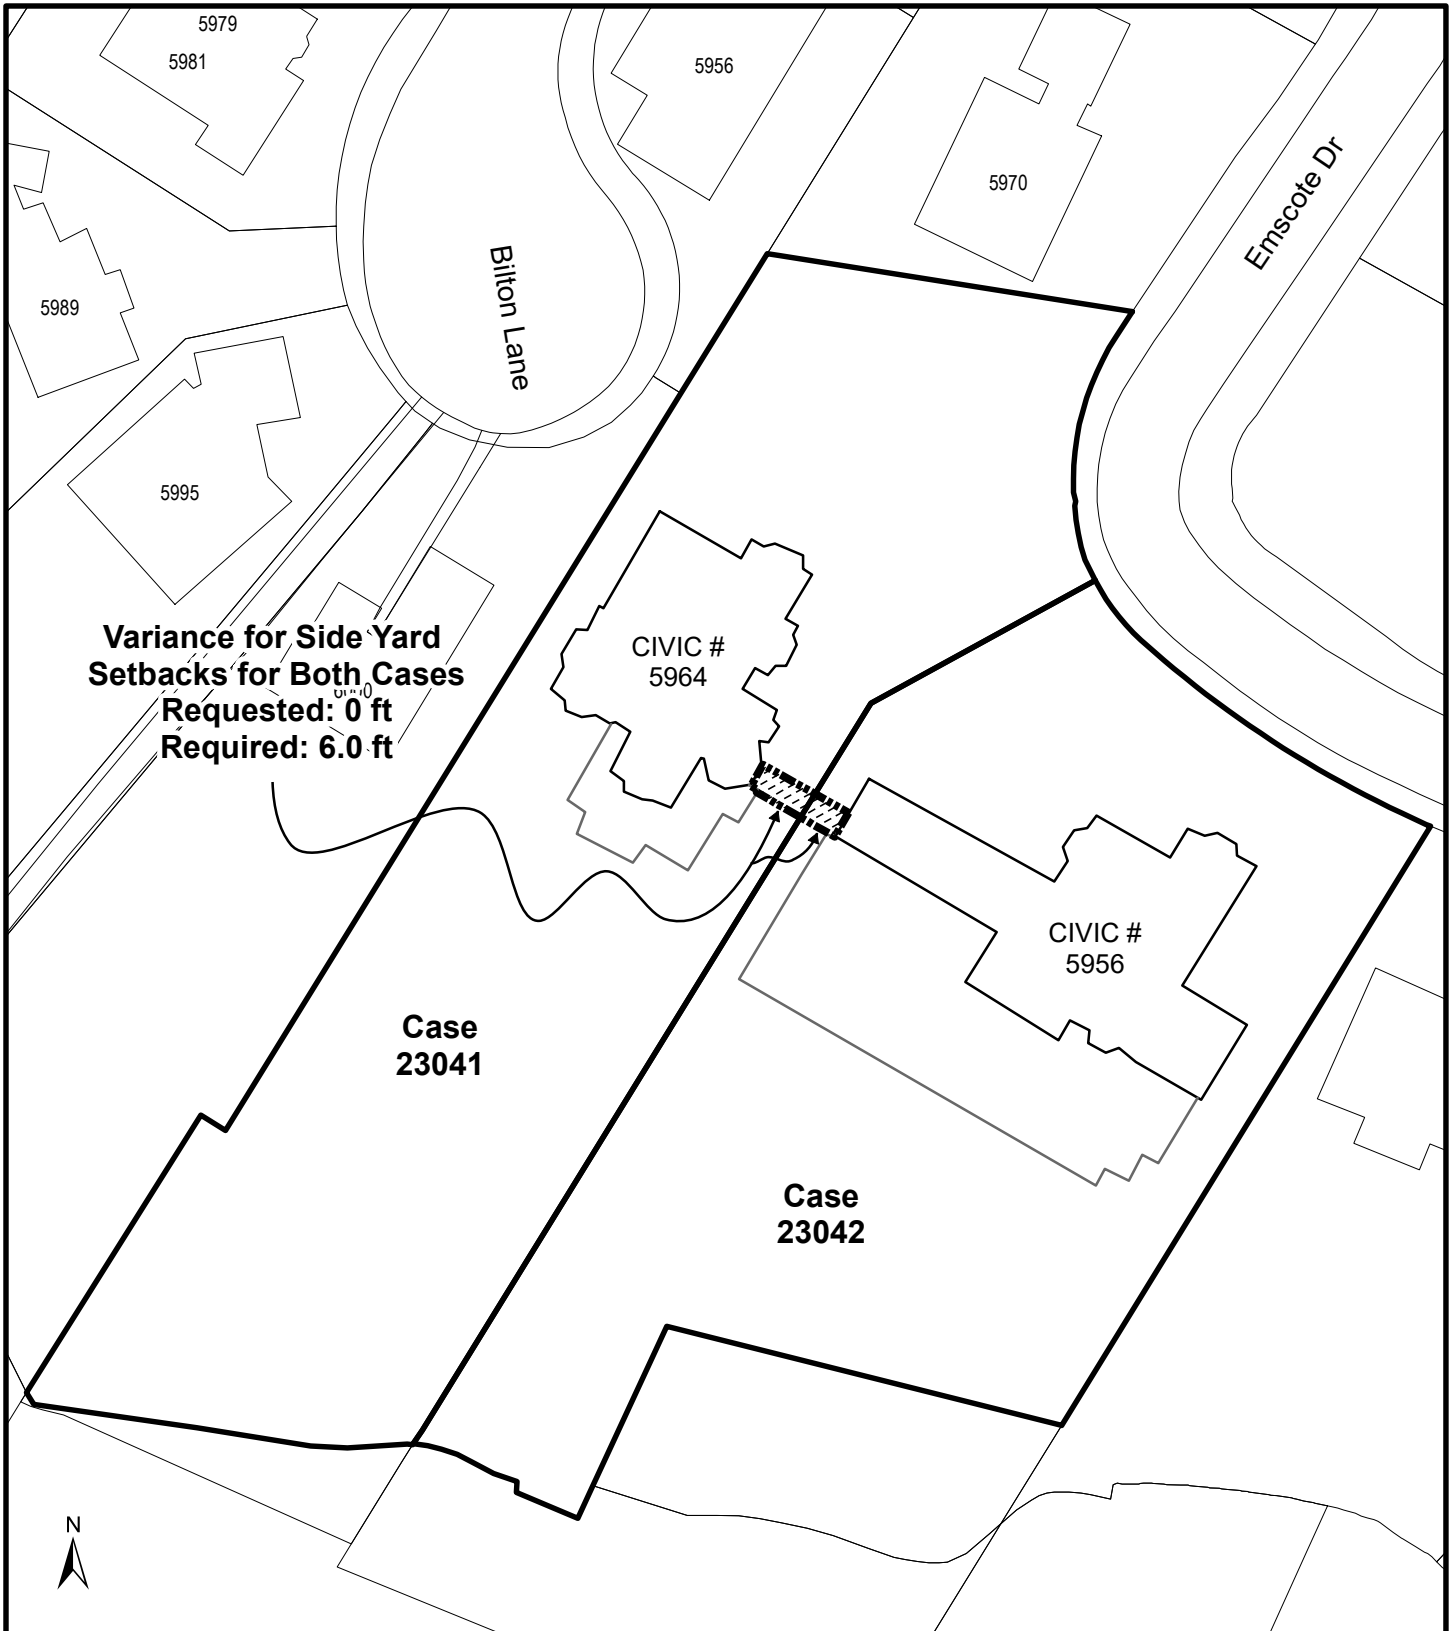 5979
5981
5956
5970
Emscote Dr
Bilton Lane
5989
5995
CIVIC #
5964
Variance for Side Yard
Setbacks for Both Cases
Requested: 0 ft
Required: 6.0 ft
CIVIC #
5956
Case
23041
Case
23042
N